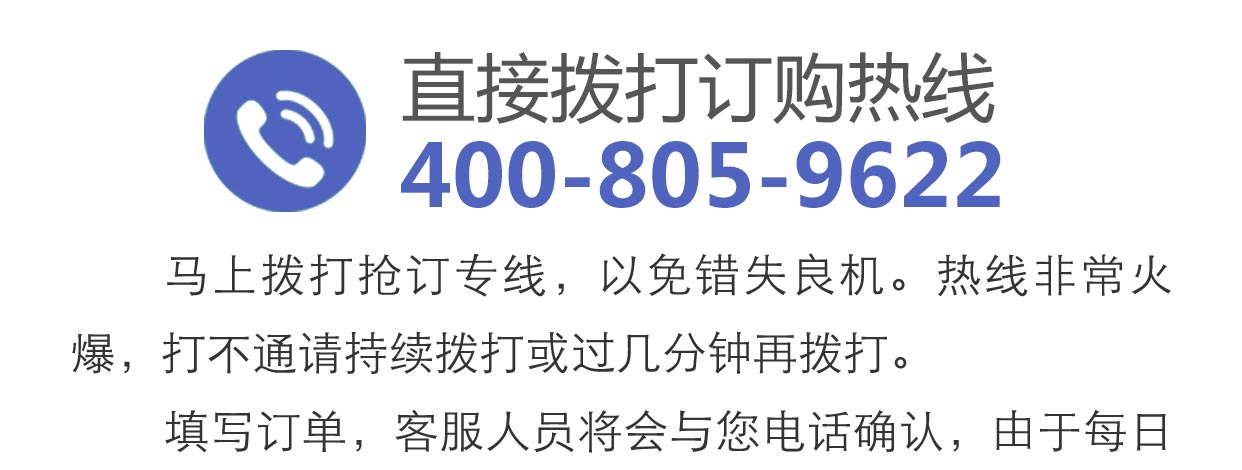 直接拨打订购热线
400-805-9622
马上拨打抢订专线，以免错失良机。热线非常火
爆，打不通请持续拨打或过几分钟再拨打。
填写订单，客服人员将会与您电话确认，由于每日